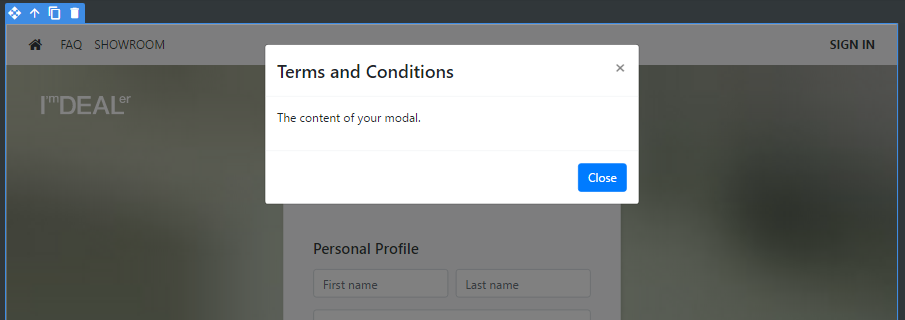 FAQ SHOWROOM SIGN IN
Terms and Conditions ×
I'mDEALer
The content of your modal.
Close
Personal Profile
First name Last name